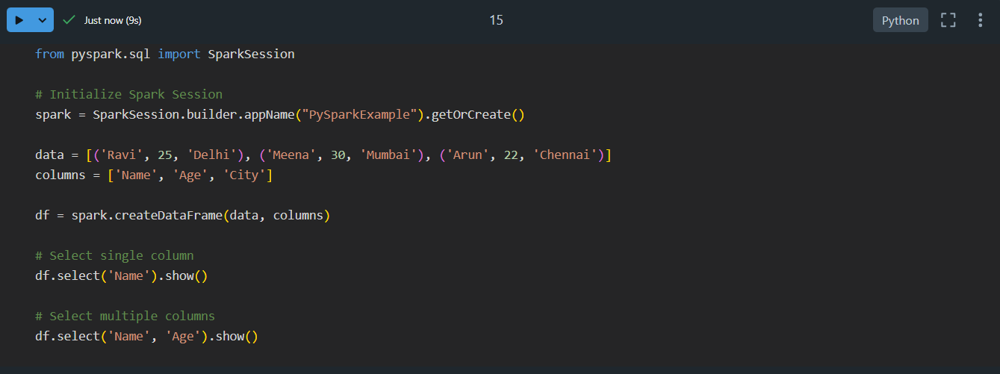 Just now (9s)
15
Python
from pyspark.sql import SparkSession
# Initialize Spark Session
spark = SparkSession.builder.appName("PySparkExample").getOrCreate()
data = [('Ravi', 25, 'Delhi'), ('Meena', 30, 'Mumbai'), ('Arun', 22, 'Chennai')]
columns = ['Name', 'Age', 'City']
df = spark.createDataFrame(data, columns)
# Select single column
df.select('Name').show()
# Select multiple columns
df.select('Name', 'Age').show()